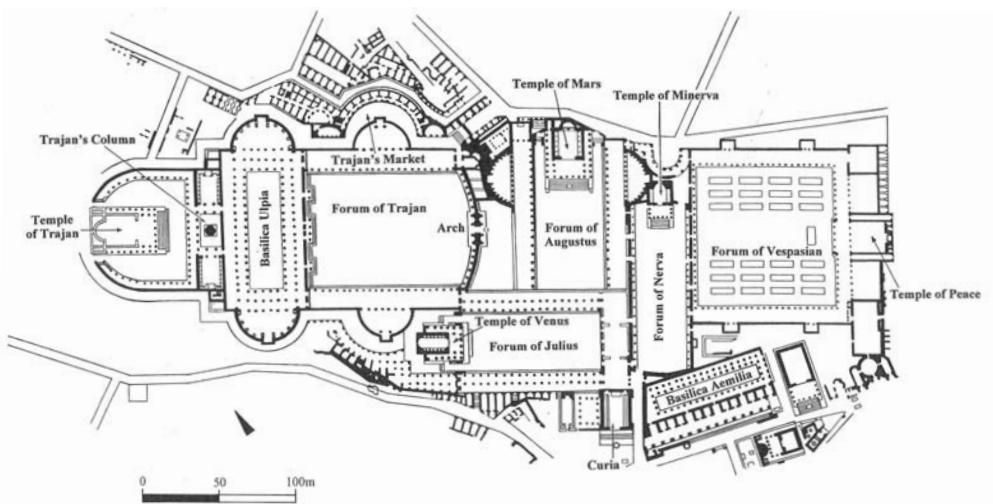 Temple of Mars
Temple of Minerva
Trajan's Column
Trajan's Market
Temple
of Trajan
Basilica Ulpia
Forum of Trajan
Arch
Forum of
Augustus
Forum of Nerva
Forum of Vespasian
Temple of Peace
Temple of Venus
Forum of Julius
Basilica Aemilia
Curia
0 50 100m